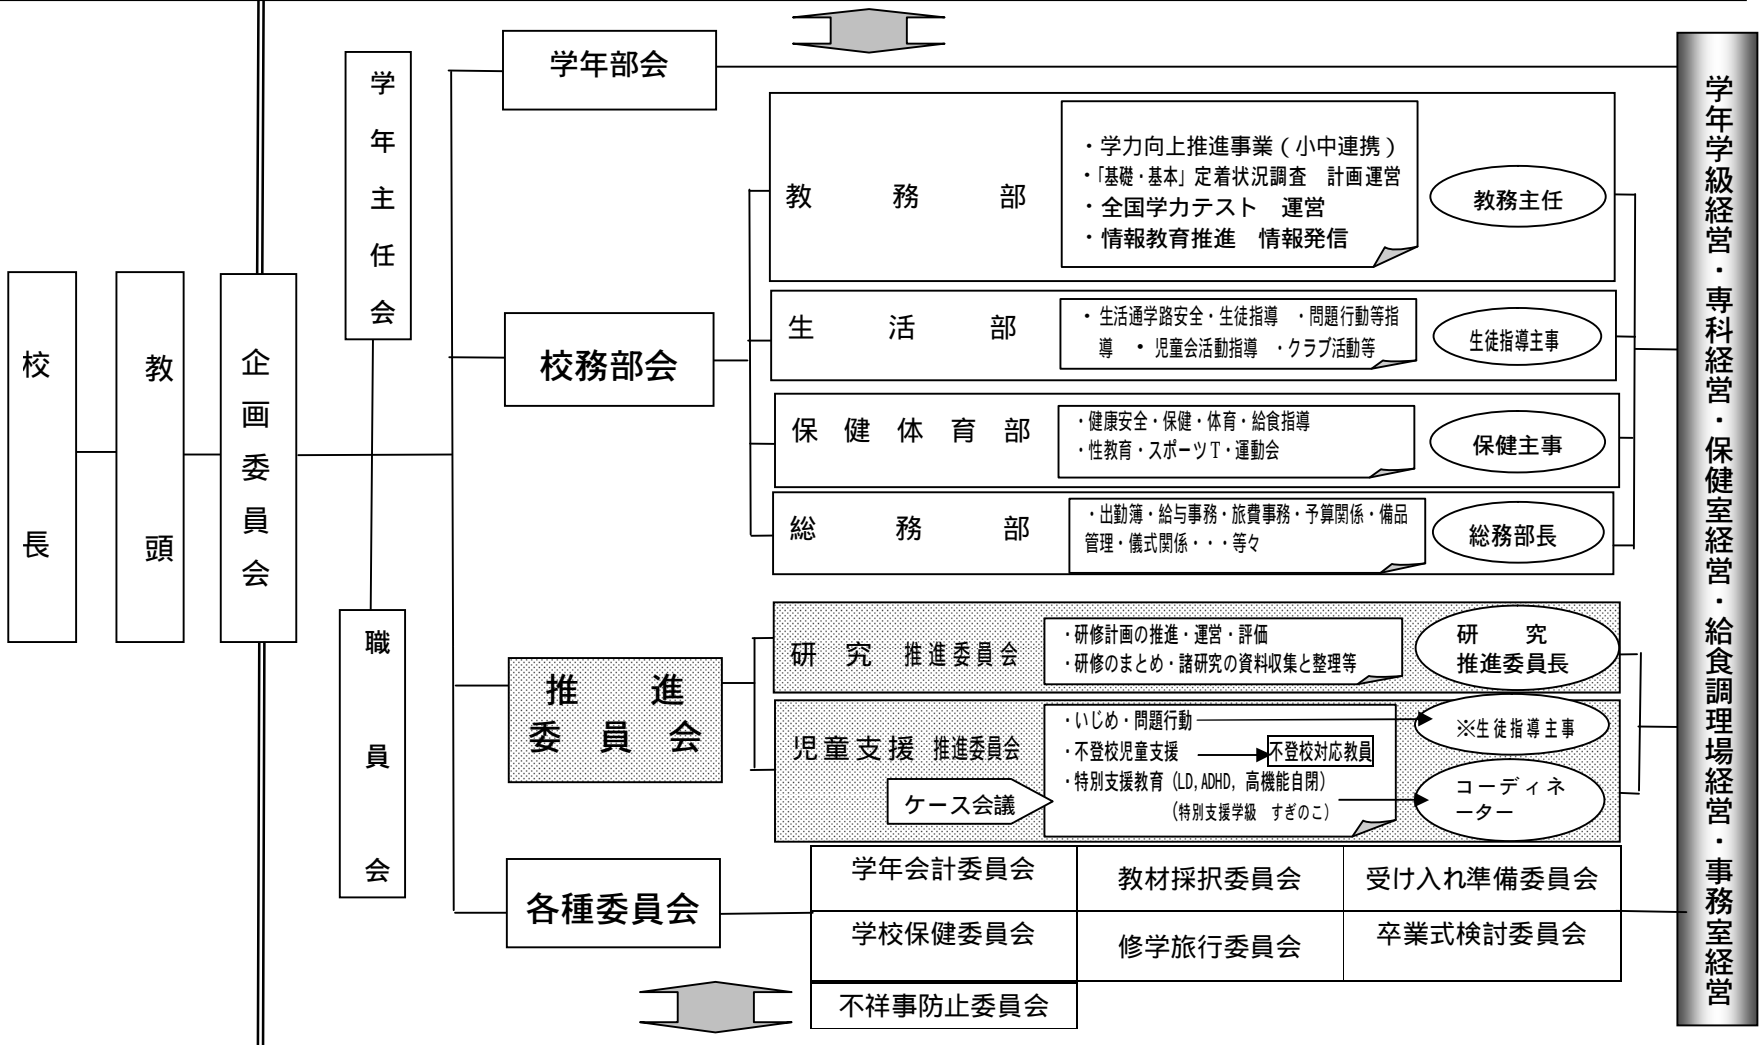 校長
教頭
企画委員会
学年主任会
職員会
学年部会
校務部会
教務部
・学力向上推進事業(小中連携)
・「基礎・基本」定着状況調査 計画運営
・全国学力テスト 運営
・情報教育推進 情報発信
教務主任
生活部
・生活通学路安全・生徒指導 ・問題行動等指
導 ・児童会活動指導 ・クラブ活動等
生徒指導主事
保健体育部
・健康安全・保健・体育・給食指導
・性教育・スポーツT・運動会
保健主事
総務部
・出勤簿・給与事務・旅費事務・予算関係・備品
管理・儀式関係・・・等々
総務部長
推進
委員会
研究 推進委員会
・研修計画の推進・運営・評価
・研修のまとめ・諸研究の資料収集と整理等
研究
推進委員長
児童支援 推進委員会
ケース会議
・いじめ・問題行動
・不登校児童支援
不登校対応教員
・特別支援教育(LD,ADHD, 高機能自閉)
(特別支援学級 すぎのこ)
※生徒指導主事
コーディネ
ーター
各種委員会
学年会計委員会
教材採択委員会
受け入れ準備委員会
学校保健委員会
修学旅行委員会
卒業式検討委員会
不祥事防止委員会
学年学級経営・専科経営・保健室経営・給食調理場経営・事務室経営